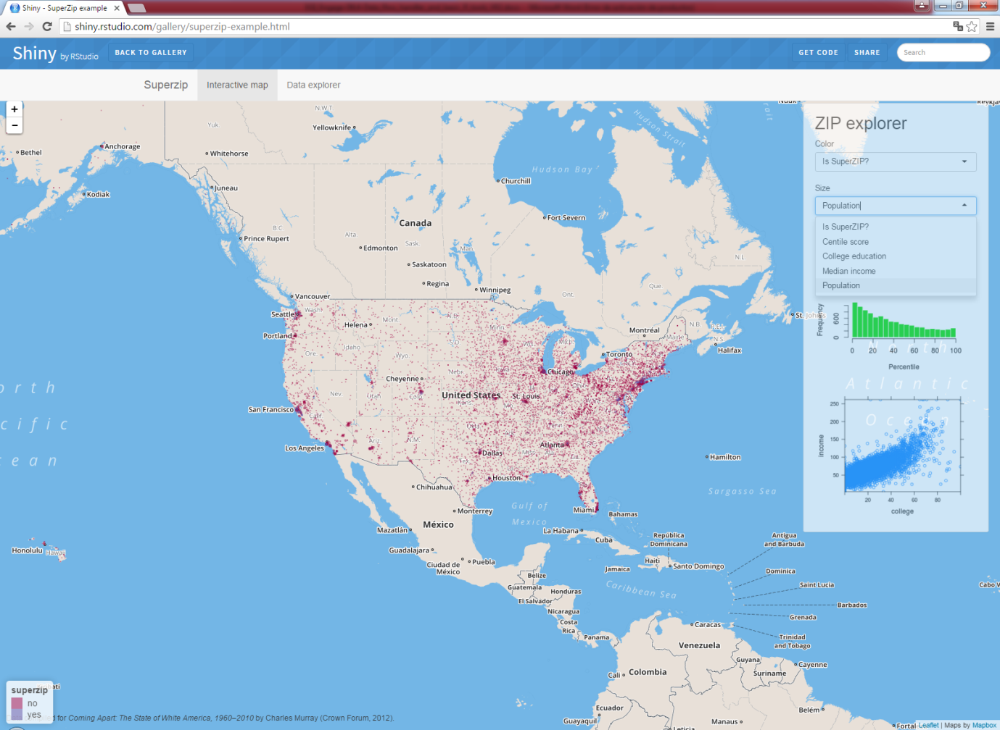 Shiny - SuperZip example
shiny.rstudio.com/gallery/superzip-example.html
Shiny by RStudio
BACK TO GALLERY
GET CODE
SHARE
Search
Superzip
Interactive map
Data explorer
+
−
ZIP explorer
Color
Is SuperZIP?
Size
Population
Is SuperZIP?
Centile score
College education
Median income
Population
Frequency
0 600
0 20 40 60 80 100
Percentile
250
200
150
100
50
income
20 40 60 80
college
N.W.T.
Yuk.
Yellowknife
Hudson Strait
Bethel
Anchorage
Whitehorse
Hudson Bay
Churchill
Juneau
Kodiak
Fort Severn
Canada
B.C.
Prince Rupert
Alta.
Sask.
Man.
Edmonton
N.L.
Saskatoon
Regina
Winnipeg
Ont.
Que.
Vancouver
Wash.
Seattle
St. John's
Helena
Mont.
N.D.
Minn.
N.B.
P.E.I.
Montréal
Maine
N.S.
Portland
Halifax
Ore.
Idaho
S.D.
Wis.
Mich.
Toronto
Wyo.
Chicago
Cheyenne
Nebr.
Nev.
Utah
Colo.
United States
St. Louis
Kans.
San Francisco
Calif.
Los Angeles
Ariz.
N.M.
Okla.
Atlanta
Dallas
Miss.
Tex.
Houston
Hamilton
Chihuahua
Sargasso Sea
Gulf of
Mexico
Miami
Bahamas
Monterrey
México
Mazatlán
La Habana
Cuba
República
Dominicana
Antigua
and Barbuda
Honolulu
Hawaii
Guadalajara
Ciudad de
México
Puebla
Haiti
Santo Domingo
Jamaica
Dominica
Belize
Guatemala
Honduras
El Salvador
Caribbean Sea
Saint Lucia
Cabo V
Barbados
Nicaragua
Grenada
Costa
Rica
Caracas
Panama
Trinidad
and Tobago
Venezuela
Guyana
Cayenne
Suriname
Cali
Colombia
Ecuador
Belém
Guayaquil
Manaus
Leticia
Fortal
orth
cific
cean
Atlantic
Ocean
superzip
no
yes
for Coming Apart: The State of White America, 1960–2010 by Charles Murray (Crown Forum, 2012).
Leaflet | Maps by Mapbox